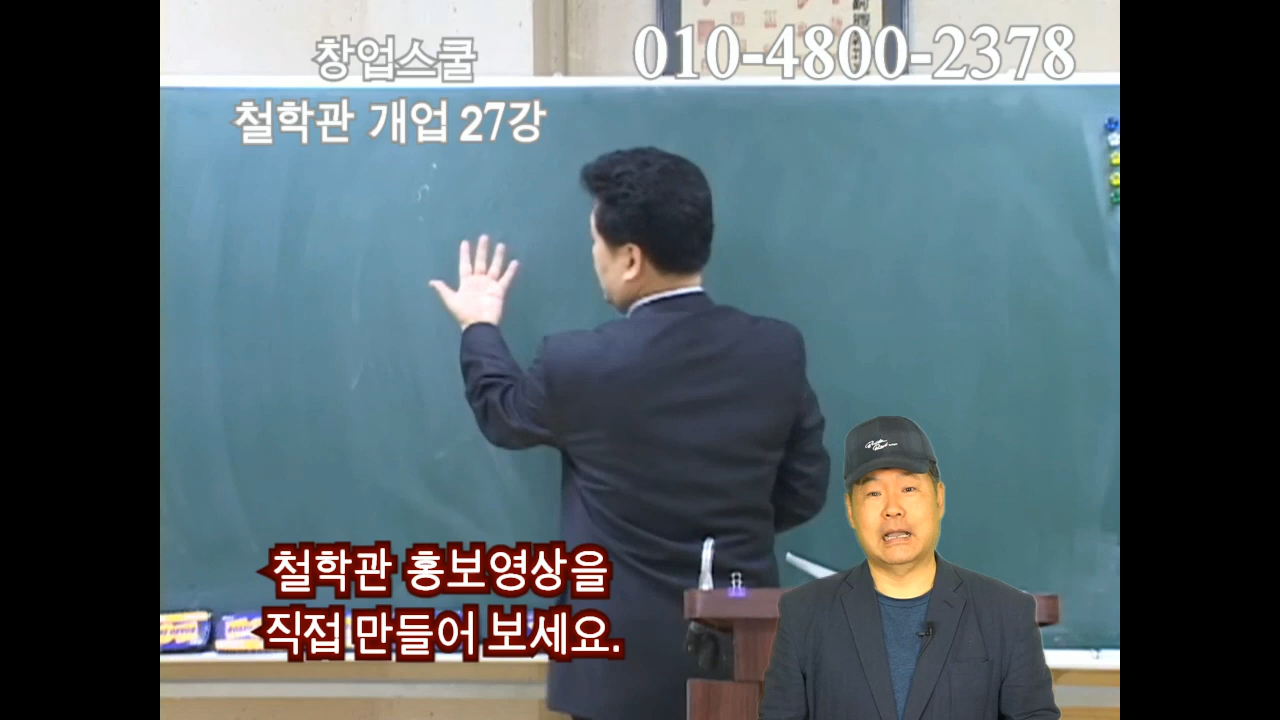 창업스쿨
010-4800-2378
철학관 개업 27강
철학관 홍보영상을
직접 만들어 보세요.